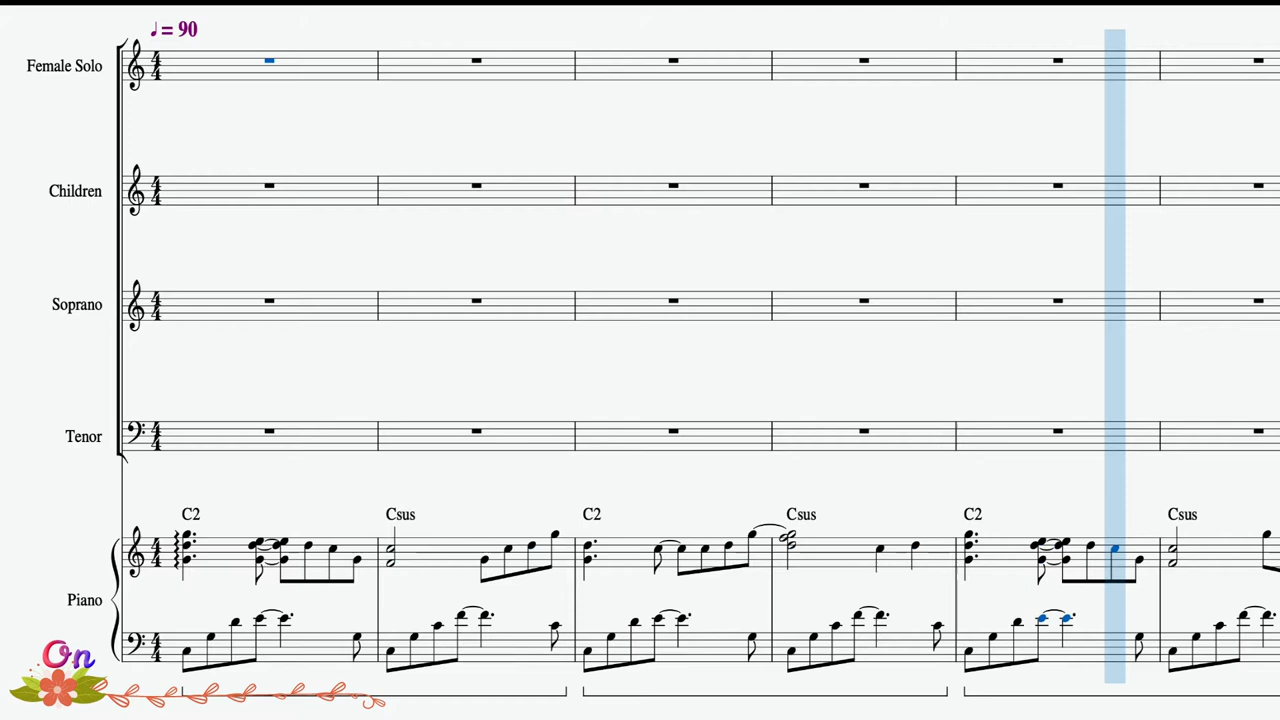 ♩= 90
Female Solo
Children
Soprano
Tenor
C2 Csus C2 Csus C2 Csus
Piano
On